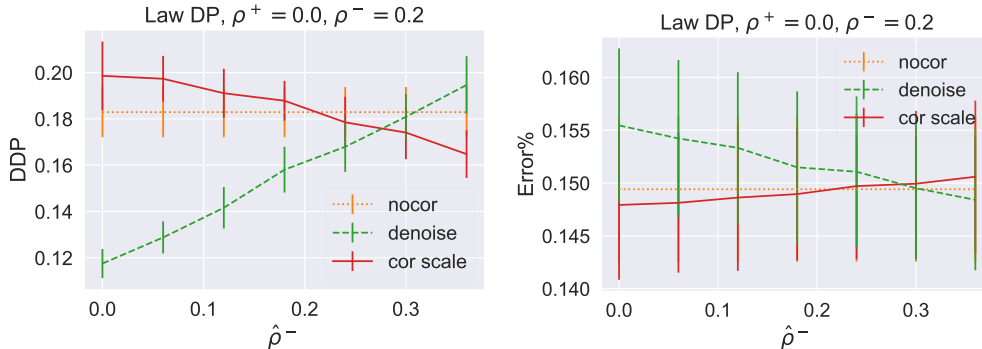 Law DP, ρ⁺ = 0.0, ρ⁻ = 0.2
DDP
0.20
0.18
0.16
0.14
0.12
nocor
denoise
cor scale
0.0 0.1 0.2 0.3
ρ̂⁻
Law DP, ρ⁺ = 0.0, ρ⁻ = 0.2
Error%
0.160
0.155
0.150
0.145
0.140
nocor
denoise
cor scale
0.0 0.1 0.2 0.3
ρ̂⁻